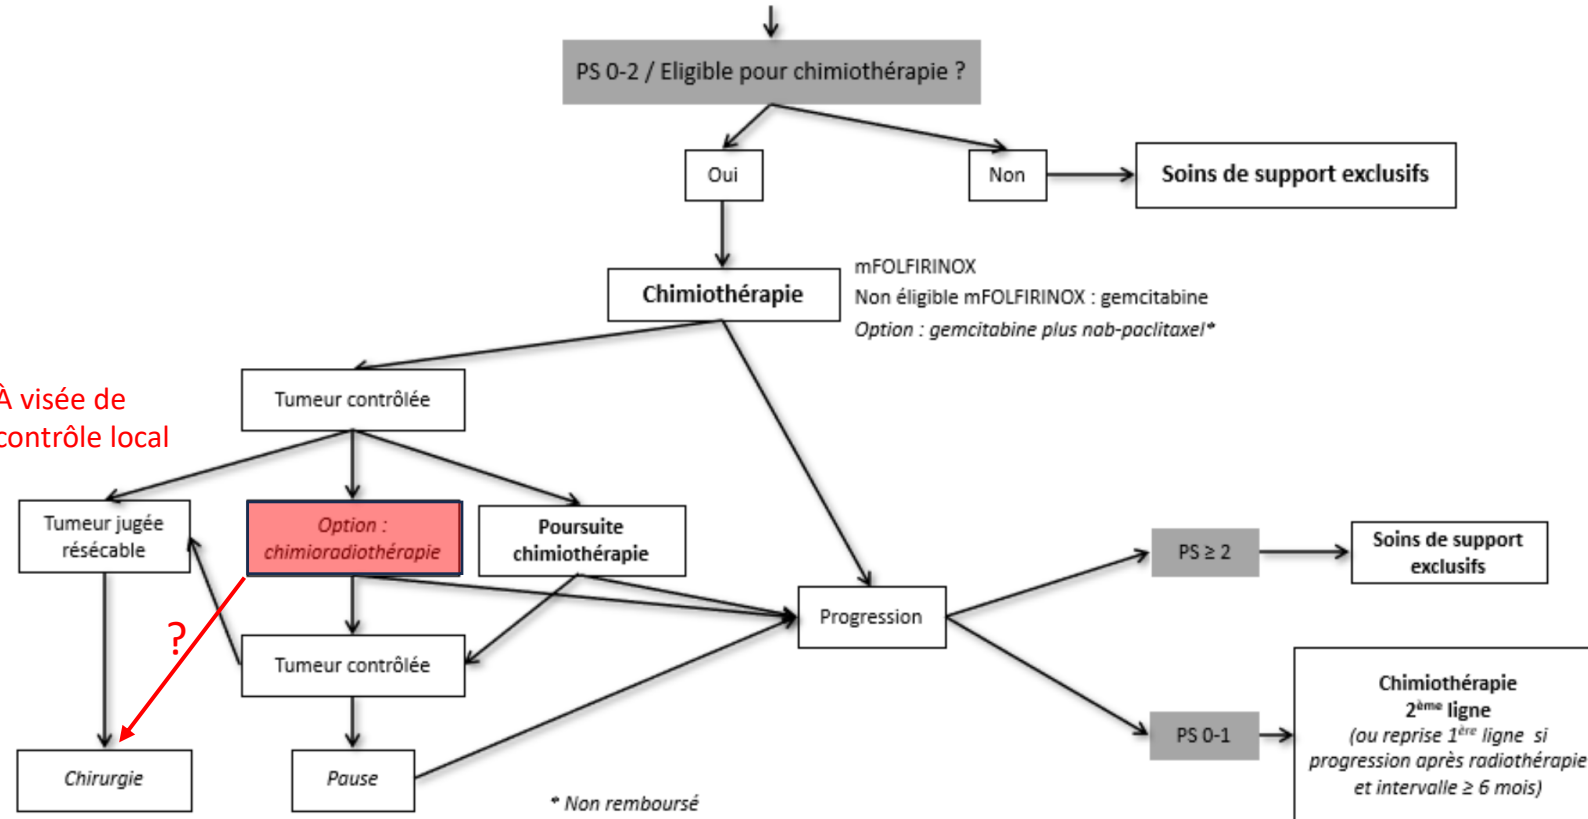 PS 0-2 / Eligible pour chimiothérapie ?
Oui
Non
Soins de support exclusifs
Chimiothérapie
mFOLFIRINOX
Non éligible mFOLFIRINOX : gemcitabine
Option : gemcitabine plus nab-paclitaxel*
Tumeur contrôlée
À visée de
contrôle local
Tumeur jugée
résécable
Option :
chimioradiothérapie
Poursuite
chimiothérapie
PS ≥ 2
Soins de support
exclusifs
Progression
?
Tumeur contrôlée
Chimiothérapie
2ème ligne
(ou reprise 1ère ligne si
progression après radiothérapie
et intervalle ≥ 6 mois)
PS 0-1
Chirurgie
Pause
* Non remboursé